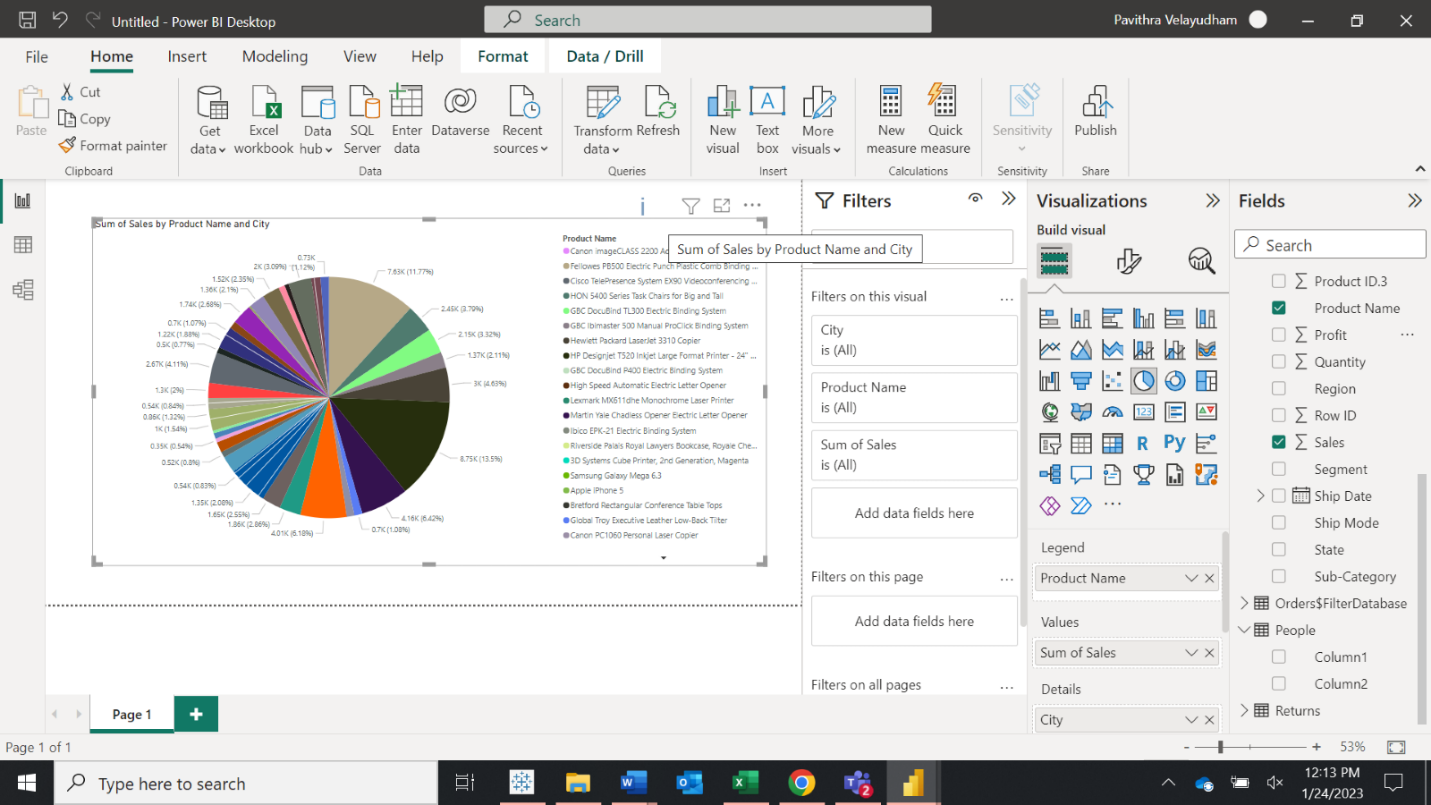 Untitled - Power BI Desktop
Search
Pavithra Velayudham
File
Home
Insert
Modeling
View
Help
Format
Data / Drill
Paste
Cut
Copy
Format painter
Clipboard
Get data
Excel workbook
Data hub
SQL Server
Enter data
Dataverse
Recent sources
Data
Transform data
Refresh
Queries
New visual
Text box
More visuals
Insert
New measure
Quick measure
Calculations
Sensitivity
Sensitivity
Publish
Share
Sum of Sales by Product Name and City
0.73K
(1.12%)
2K (3.09%)
1.52K (2.35%)
1.36K (2.1%)
1.74K (2.68%)
0.7K (1.07%)
1.22K (1.88%)
0.5K (0.77%)
2.67K (4.11%)
1.3K (2%)
0.54K (0.84%)
0.86K (1.32%)
1K (1.54%)
0.35K (0.54%)
0.52K (0.8%)
0.54K (0.83%)
1.35K (2.08%)
1.65K (2.55%)
1.86K (2.86%)
4.01K (6.18%)
7.63K (11.77%)
2.45K (3.79%)
2.15K (3.32%)
1.37K (2.11%)
3K (4.63%)
8.75K (13.5%)
4.16K (6.42%)
0.7K (1.08%)
Product Name
Canon imageCLASS 2200 Ad
Fellowes PB500 Electric Punch Plastic Comb Binding ...
Cisco TelePresence System EX90 Videoconferencing ...
HON 5400 Series Task Chairs for Big and Tall
GBC DocuBind TL300 Electric Binding System
GBC Ibimaster 500 Manual ProClick Binding System
Hewlett Packard LaserJet 3310 Copier
HP Designjet T520 Inkjet Large Format Printer - 24" ...
GBC DocuBind P400 Electric Binding System
High Speed Automatic Electric Letter Opener
Lexmark MX611dhe Monochrome Laser Printer
Martin Yale Chadless Opener Electric Letter Opener
Ibico EPK-21 Electric Binding System
Riverside Palais Royal Lawyers Bookcase, Royale Che...
3D Systems Cube Printer, 2nd Generation, Magenta
Samsung Galaxy Mega 6.3
Apple iPhone 5
Bretford Rectangular Conference Table Tops
Global Troy Executive Leather Low-Back Tilter
Canon PC1060 Personal Laser Copier
Sum of Sales by Product Name and City
Filters
Filters on this visual
...
City
is (All)
Product Name
is (All)
Sum of Sales
is (All)
Add data fields here
Filters on this page
...
Add data fields here
Filters on all pages
...
Visualizations
Build visual
123
R
Py
...
Legend
Product Name
Values
Sum of Sales
Details
City
Fields
Search
Product ID.3
Product Name
Profit
...
Quantity
Region
Row ID
Sales
Segment
Ship Date
Ship Mode
State
Sub-Category
Orders$FilterDatabase
People
Column1
Column2
Returns
Page 1
+
Page 1 of 1
-
+
53%
Type here to search
2
12:13 PM
1/24/2023